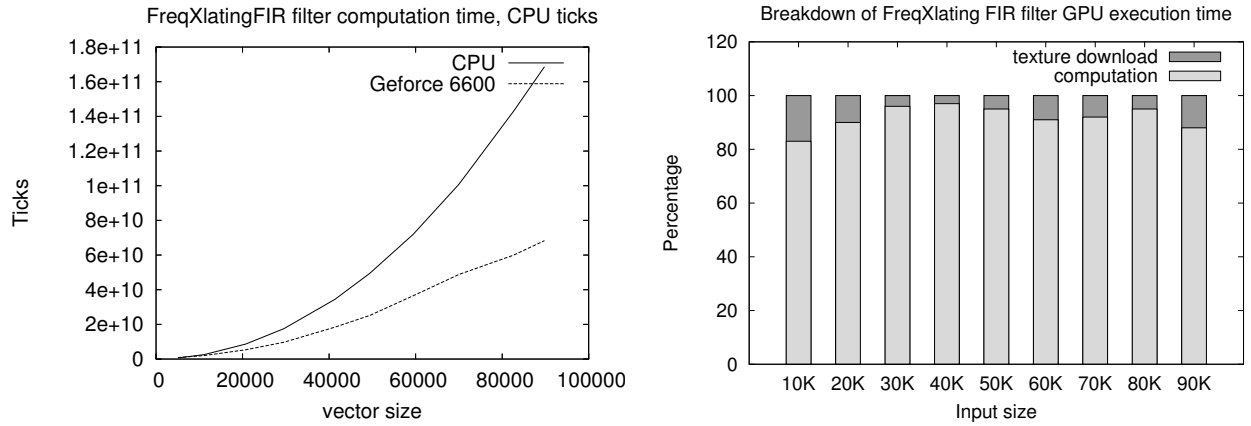 FreqXlatingFIR filter computation time, CPU ticks
1.8e+11
1.6e+11
1.4e+11
1.2e+11
1e+11
8e+10
6e+10
4e+10
2e+10
0
Ticks
CPU
Geforce 6600
0 20000 40000 60000 80000 100000
vector size
Breakdown of FreqXlating FIR filter GPU execution time
120
100
80
60
40
20
0
Percentage
texture download
computation
10K 20K 30K 40K 50K 60K 70K 80K 90K
Input size